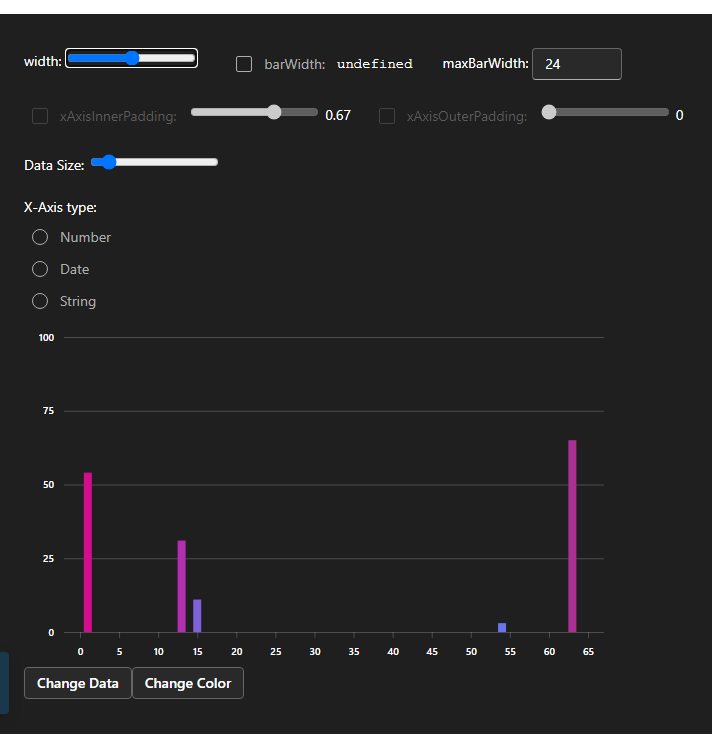 width: barWidth: undefined maxBarWidth: 24
xAxisInnerPadding: 0.67 xAxisOuterPadding: 0
Data Size:
X-Axis type:
Number
Date
String
100
75
50
25
0
0 5 10 15 20 25 30 35 40 45 50 55 60 65
Change Data Change Color